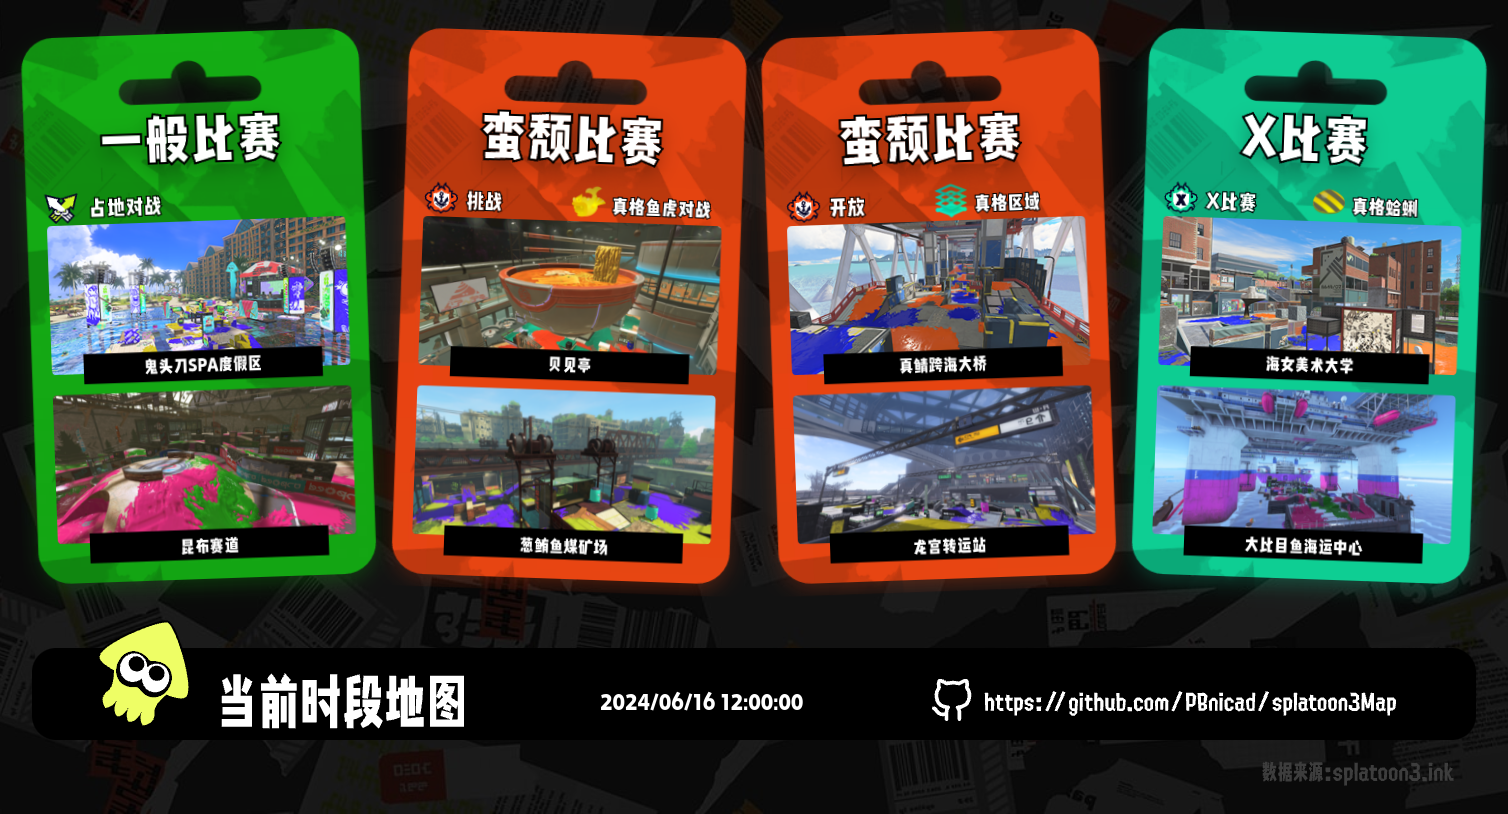 一般比赛
占地对战
鬼头刀SPA度假区
昆布赛道
蛮颓比赛
挑战
真格鱼虎对战
贝见亭
葱鲔鱼煤矿场
蛮颓比赛
开放
真格区域
真鲷跨海大桥
龙宫转运站
X比赛
X比赛
真格蛤蜊
海女美术大学
大比目鱼海运中心
当前时段地图
2024/06/16 12:00:00
https://github.com/PBnicad/splatoon3Map
数据来源:splatoon3.ink